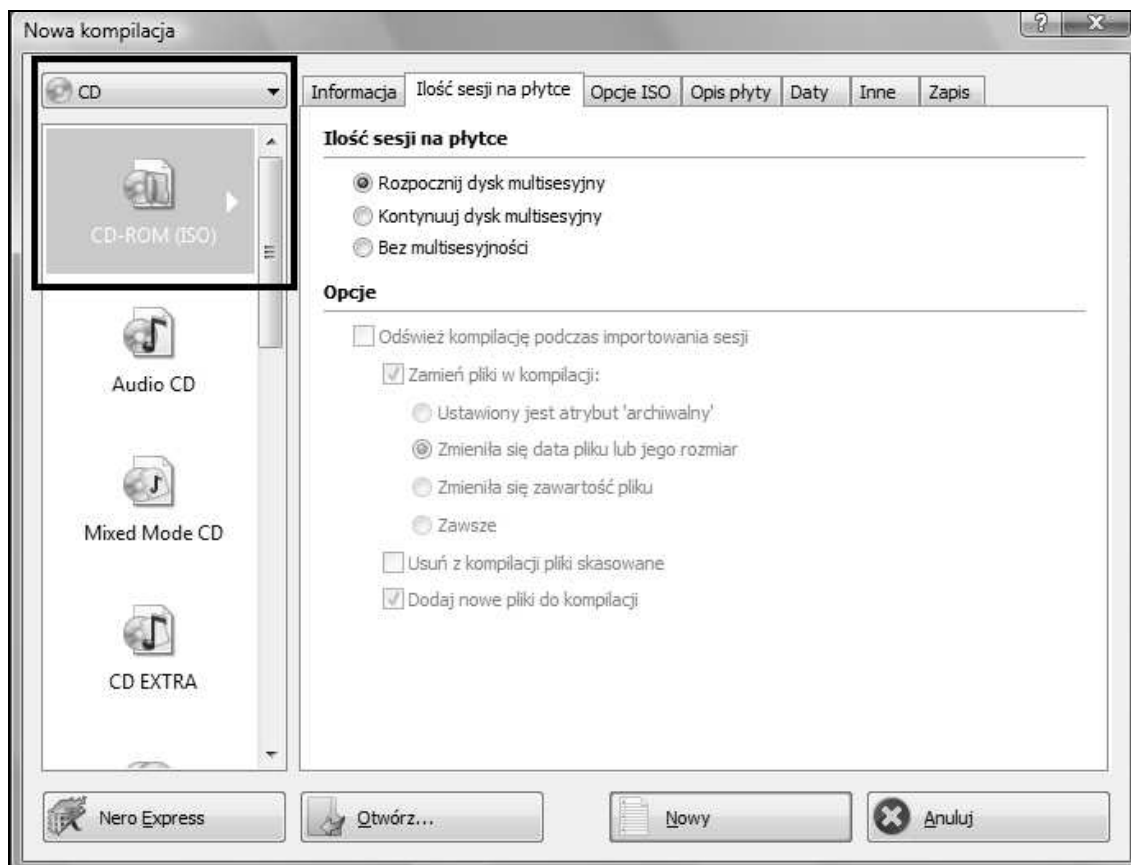 Nowa kompilacja
CD
CD-ROM (ISO)
Audio CD
Mixed Mode CD
CD EXTRA
Informacja Ilość sesji na płytce Opcje ISO Opis płyty Daty Inne Zapis
Ilość sesji na płytce
Rozpocznij dysk multisesyjny
Kontynuuj dysk multisesyjny
Bez multisesyjności
Opcje
Odśwież kompilację podczas importowania sesji
Zamień pliki w kompilacji:
Ustawiony jest atrybut 'archiwalny'
Zmieniła się data pliku lub jego rozmiar
Zmieniła się zawartość pliku
Zawsze
Usuń z kompilacji pliki skasowane
Dodaj nowe pliki do kompilacji
Nero Express Otwórz... Nowy Anuluj